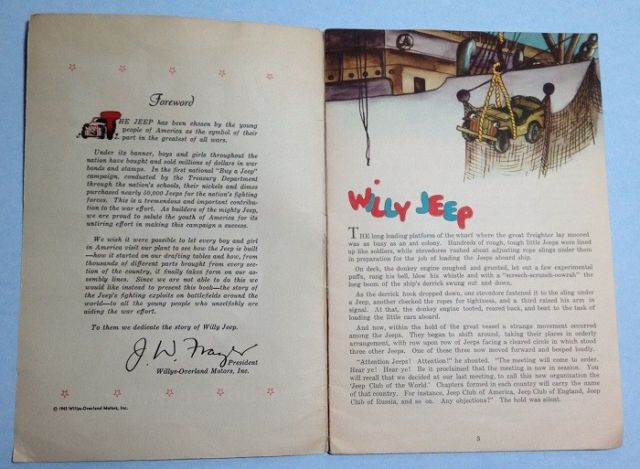 Foreword
THE JEEP has been chosen by the young
people of America as the symbol of their
part in the greatest of all wars.
Under its banner, boys and girls throughout the
nation have bought and sold millions of dollars in war
bonds and stamps. In the first national "Buy a Jeep"
campaign, conducted by the Treasury Department
through the nation's schools, their nickels and dimes
purchased nearly 50,000 Jeeps for the nation's fighting
forces. This is a tremendous and important contribu-
tion to the war effort. As builders of the mighty Jeep,
we are proud to salute the youth of America for its
untiring effort in making this campaign a success.
We wish it were possible to let every boy and girl
in America visit our plant to see how the Jeep is built
—how it started on our drafting tables and how, from
thousands of different parts brought from every sec-
tion of the country, it finally takes form on our as-
sembly lines. Since we are not able to do this we
would like instead to present this book—the story of
the Jeep's fighting exploits on battlefields around the
world—to all the young people who unselfishly are
aiding the war effort.
To them we dedicate the story of Willy Jeep.
President
Willys-Overland Motors, Inc.
© 1943 Willys-Overland Motors, Inc.
WILLY JEEP
THE long loading platform of the wharf where the great freighter lay moored
was as busy as an ant colony. Hundreds of rough, tough little Jeeps were lined
up like soldiers, while stevedores rushed about adjusting rope slings under them
in preparation for the job of loading the Jeeps aboard ship.
On deck, the donkey engine coughed and grunted, let out a few experimental
puffs, rang his bell, blew his whistle and with a
long boom of the ship's derrick swung out and down.
As the derrick hook dropped down, one stevedore fastened it to the sling under
a Jeep, another checked the ropes for tightness, and a third raised his arm in
signal. At that, the donkey engine tooted, reared back, and bent to the task of
loading the little cars aboard.
And now, within the hold of the great vessel a strange movement occurred
among the Jeeps. They began to shift around, taking their places in orderly
arrangement, with row upon row of Jeeps facing a cleared circle in which stood
three other Jeeps. One of these three now moved forward and beeped loudly.
"Attention Jeeps! Attention!" he shouted. "The meeting will come to order.
Hear ye! Hear ye! Be it proclaimed that the meeting is now in session. You
will recall that we decided at our last meeting, to call this new organisation the
'Jeep Club of the World.' Chapters formed in each country will carry the name
of that country. For instance, Jeep Club of America, Jeep Club of England, Jeep
Club of Russia, and so on. Any objections?" The hold was silent.
3